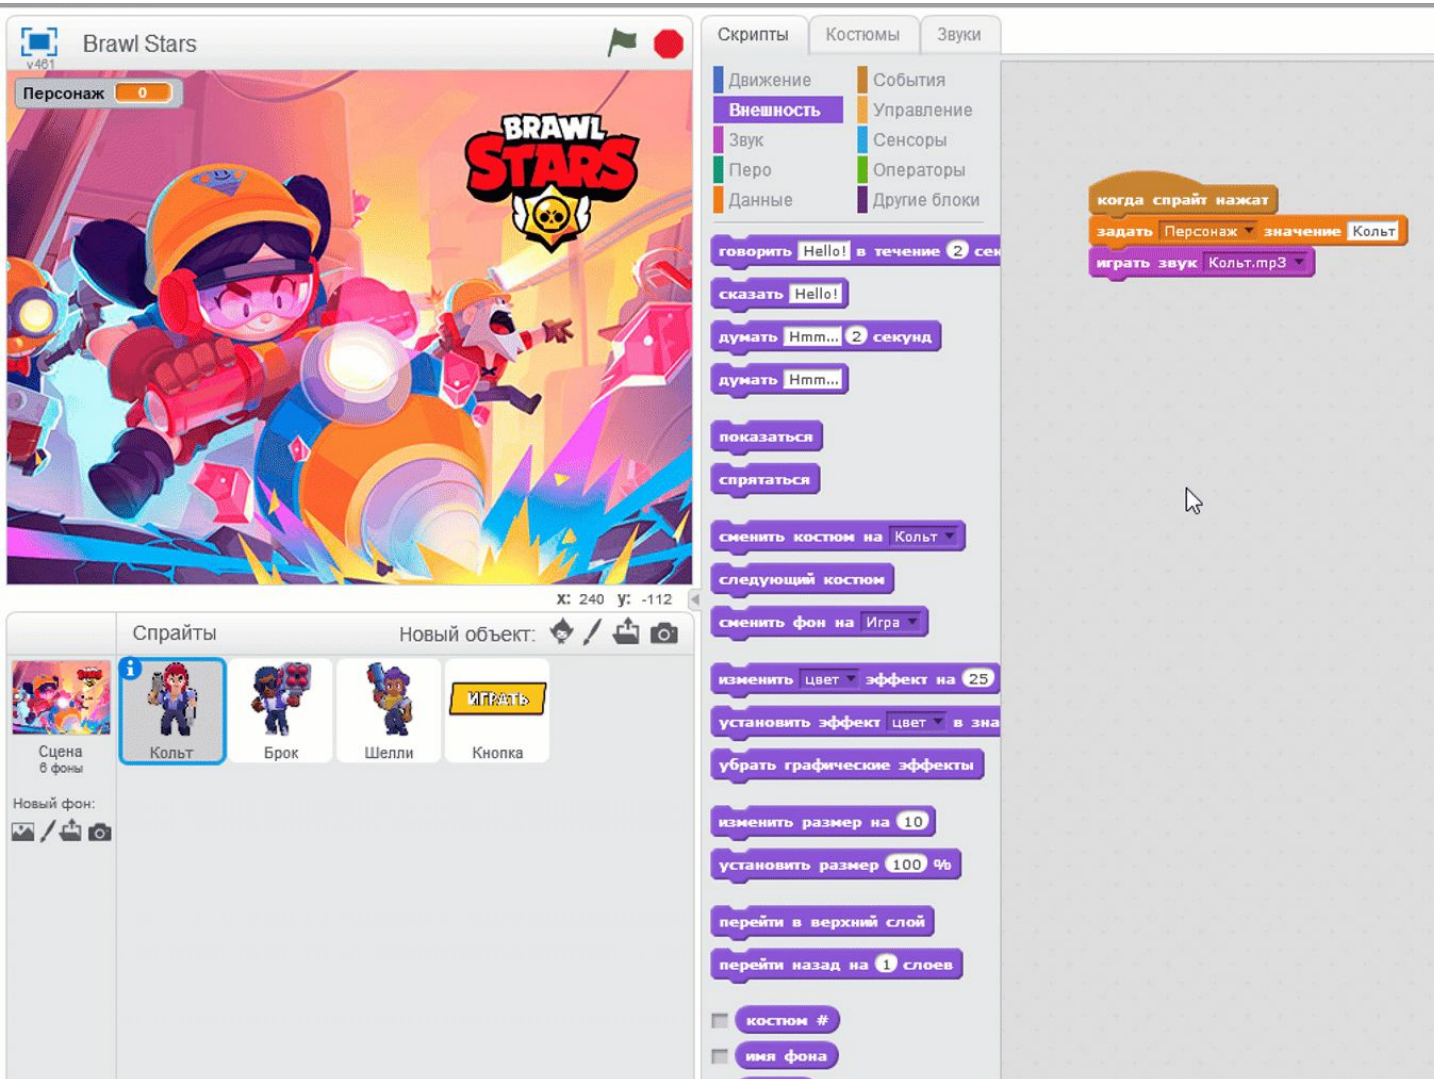 Brawl Stars
v461
Персонаж 0
BRAWL
STARS
x: 240 y: -112
Спрайты
Новый объект:
Сцена
6 фоны
Новый фон:
Кольт
Брок
Шелли
ИГРАТЬ
Кнопка
Скрипты
Костюмы
Звуки
Движение
Внешность
Звук
Перо
Данные
События
Управление
Сенсоры
Операторы
Другие блоки
говорить Hello! в течение 2 сек
сказать Hello!
думать Hmm... 2 секунд
думать Hmm...
показаться
спрятаться
сменить костюм на Кольт
следующий костюм
сменить фон на Игра
изменить цвет эффект на 25
установить эффект цвет в зна
убрать графические эффекты
изменить размер на 10
установить размер 100 %
перейти в верхний слой
перейти назад на 1 слоев
костюм #
имя фона
когда спрайт нажат
задать Персонаж значение Кольт
играть звук Кольт.mp3